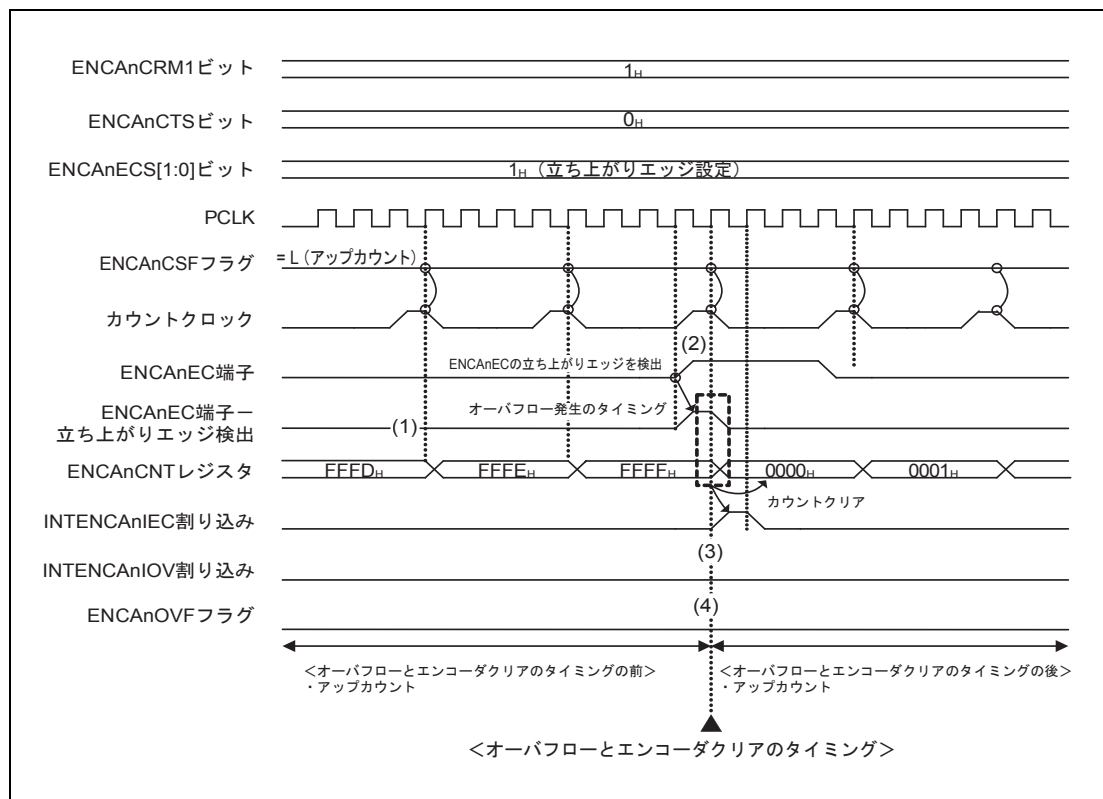 ENCAnCRM1ビット
1H
ENCAnCTSビット
0H
ENCAnECS[1:0]ビット
1H（立ち上がりエッジ設定）
PCLK
ENCAnCSFフラグ
= L（アップカウント）
カウントクロック
(2)
ENCAnEC端子
ENCAnECの立ち上がりエッジを検出
ENCAnEC端子－
立ち上がりエッジ検出
(1)
オーバフロー発生のタイミング
ENCAnCNTレジスタ
FFFDH
FFFEH
FFFFH
0000H
0001H
カウントクリア
INTENCAnIEC割り込み
(3)
INTENCAnIOV割り込み
(4)
ENCAnOVFフラグ
＜オーバフローとエンコーダクリアのタイミングの前＞
・アップカウント
＜オーバフローとエンコーダクリアのタイミングの後＞
・アップカウント
＜オーバフローとエンコーダクリアのタイミング＞